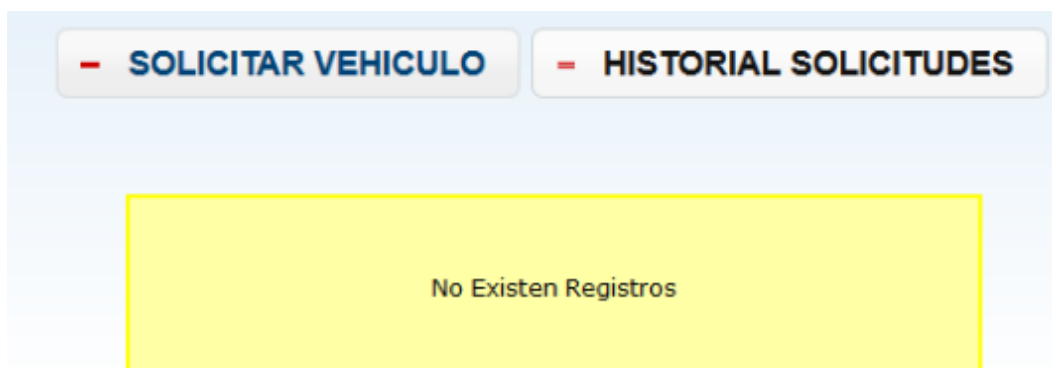 SOLICITAR VEHICULO
HISTORIAL SOLICITUDES
No Existen Registros